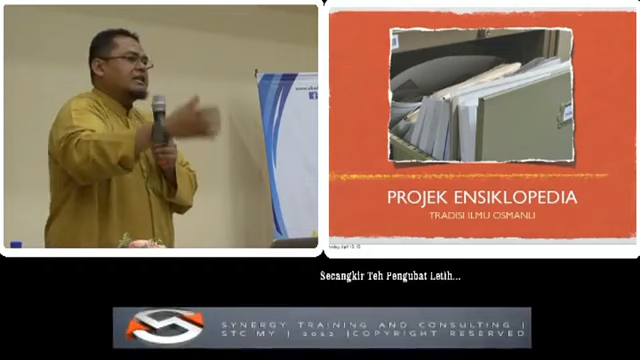 PROJEK ENSIKLOPEDIA
TRADISI ILMU OSMANLI
Secangkir Teh Pengubat Letih...
SYNERGY TRAINING AND CONSULTING |
STC MY | 2012 |COPYRIGHT RESERVED